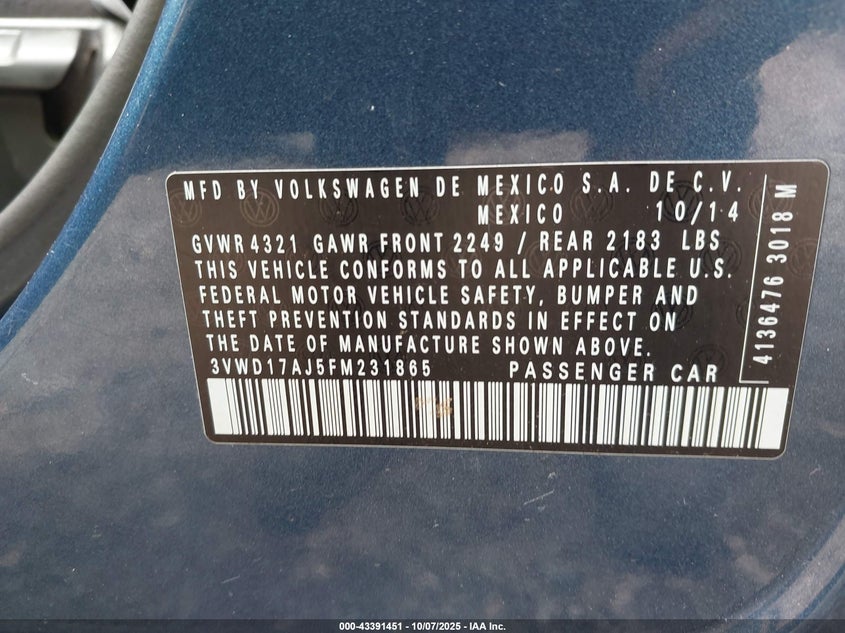 MFD BY VOLKSWAGEN DE MEXICO S.A. DE C.V.
MEXICO 10/14
GVWR 4321 GAWR FRONT 2249 / REAR 2183 LBS
THIS VEHICLE CONFORMS TO ALL APPLICABLE U.S.
FEDERAL MOTOR VEHICLE SAFETY, BUMPER AND
THEFT PREVENTION STANDARDS IN EFFECT ON
THE DATE OF MANUFACTURE SHOWN ABOVE.
3VWD17AJ5FM231865 PASSENGER CAR
4136476 3018 M
000-43391451 - 10/07/2025 - IAA Inc.